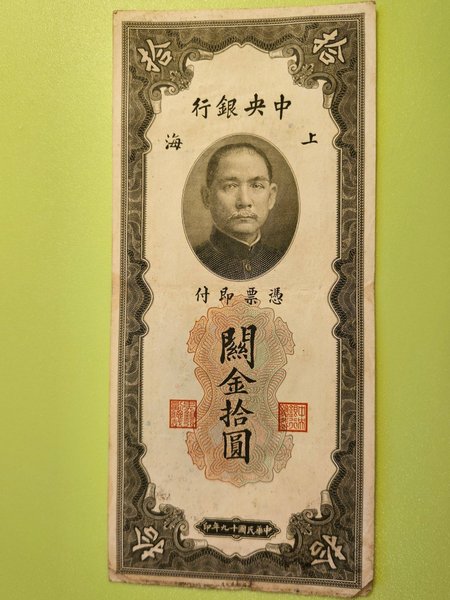 拾 拾
中央銀行
上海
憑票即付
關金拾圓
中華民國十九年印
拾 拾